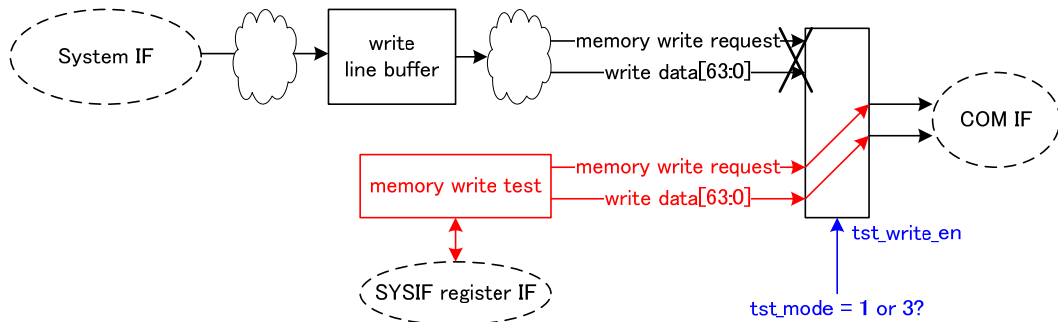 System IF
write
line buffer
memory write request
write data[63:0]
COM IF
memory write test
memory write request
write data[63:0]
tst_write_en
SYSIF register IF
tst_mode = 1 or 3?